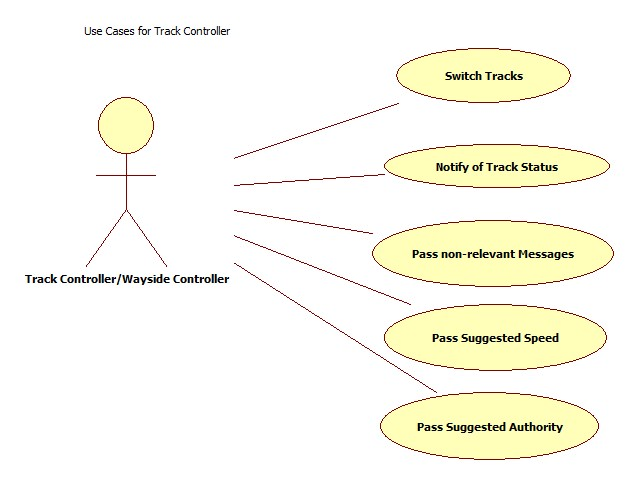 Use Cases for Track Controller
Switch Tracks
Notify of Track Status
Pass non-relevant Messages
Track Controller/Wayside Controller
Pass Suggested Speed
Pass Suggested Authority